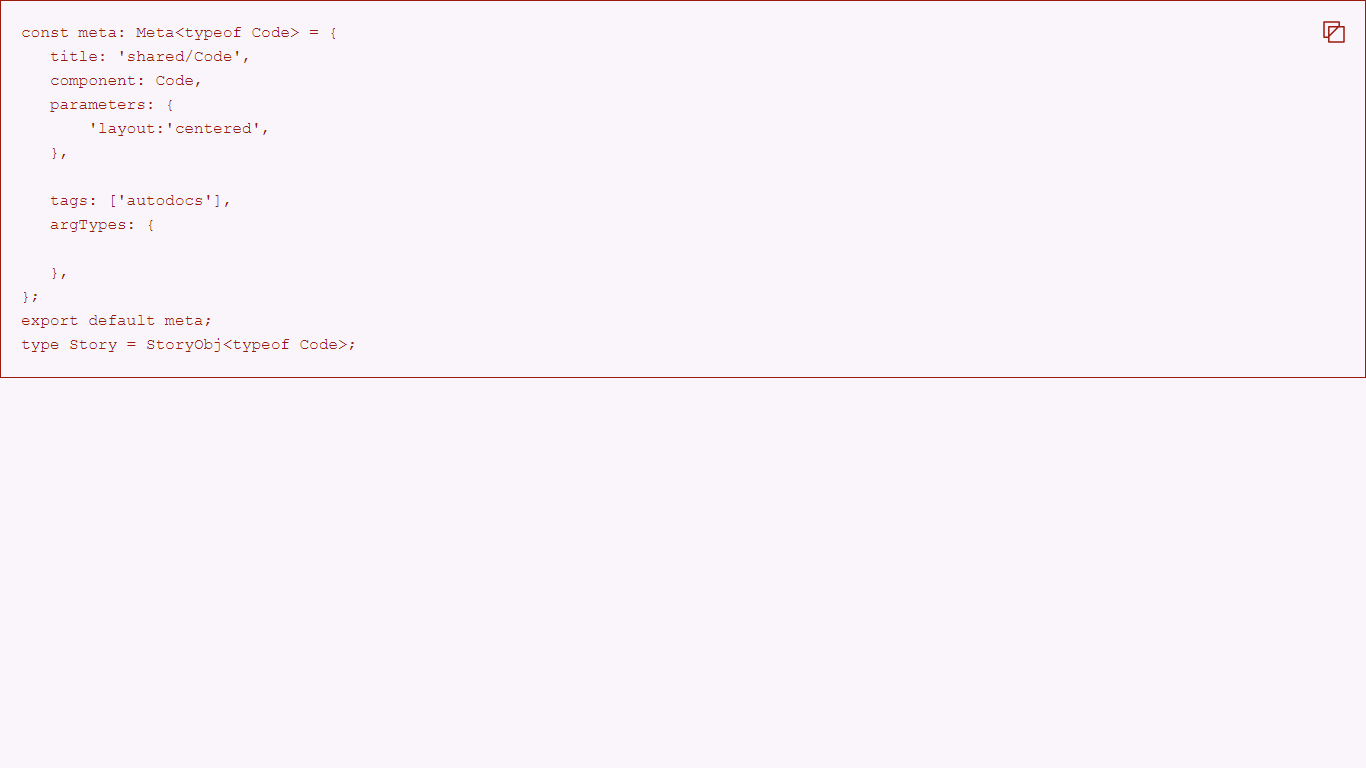 const meta: Meta<typeof Code> = {
   title: 'shared/Code',
   component: Code,
   parameters: {
       'layout:'centered',
   },
   tags: ['autodocs'],
   argTypes: {
   },
};
export default meta;
type Story = StoryObj<typeof Code>;